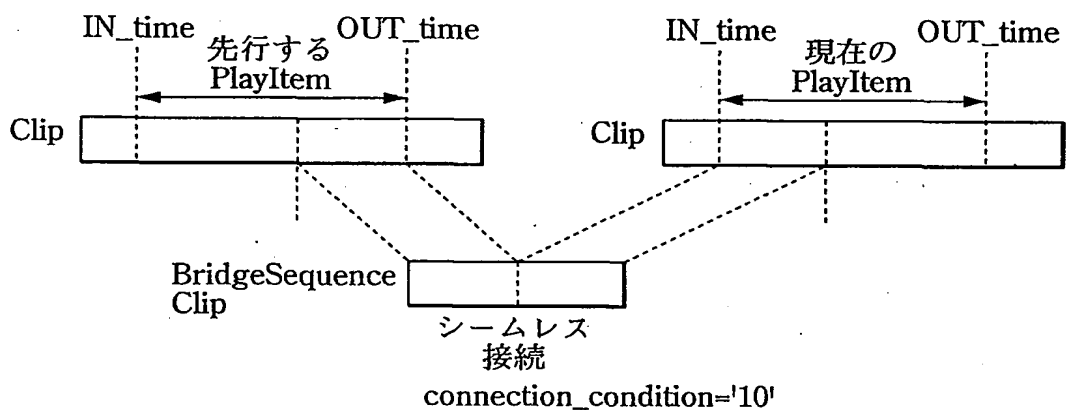 IN_time
先行する
PlayItem
OUT_time
Clip
IN_time
現在の
PlayItem
OUT_time
Clip
BridgeSequence
Clip
シームレス
接続
connection_condition='10'